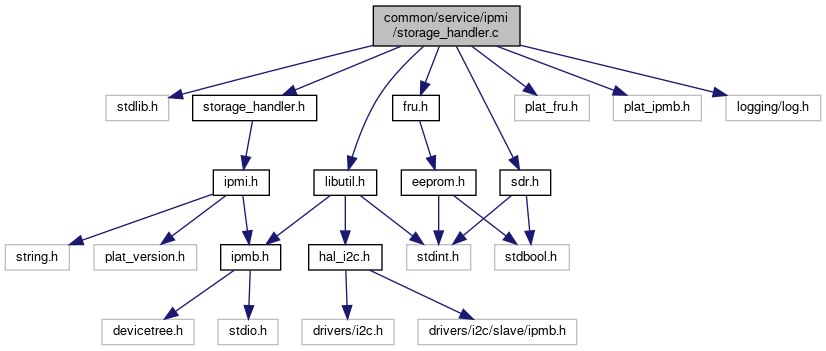 common/service/ipmi
/storage_handler.c
stdlib.h
storage_handler.h
fru.h
plat_fru.h
plat_ipmb.h
logging/log.h
ipmi.h
libutil.h
eeprom.h
sdr.h
string.h
plat_version.h
ipmb.h
hal_i2c.h
stdint.h
stdbool.h
devicetree.h
stdio.h
drivers/i2c.h
drivers/i2c/slave/ipmb.h